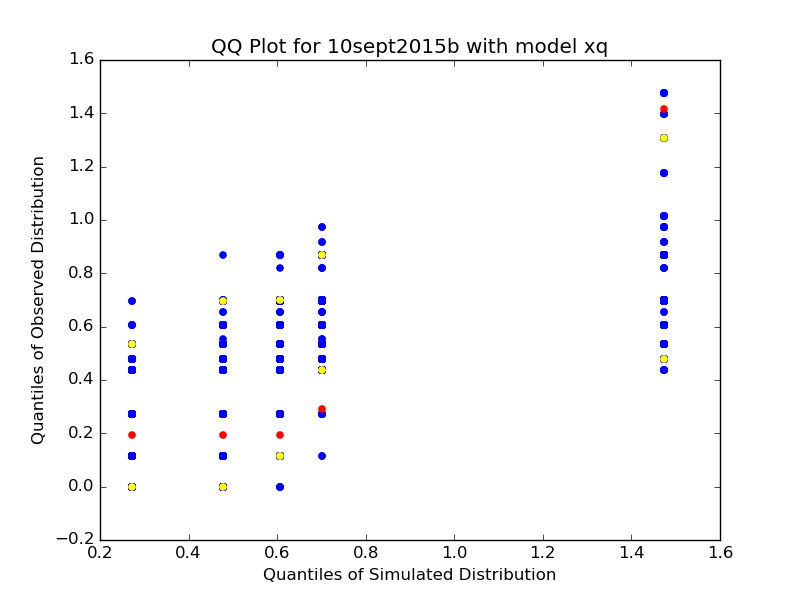 QQ Plot for 10sept2015b with model xq
1.6
1.4
1.2
1.0
0.8
0.6
0.4
0.2
0.0
−0.2
Quantiles of Observed Distribution
0.2 0.4 0.6 0.8 1.0 1.2 1.4 1.6
Quantiles of Simulated Distribution